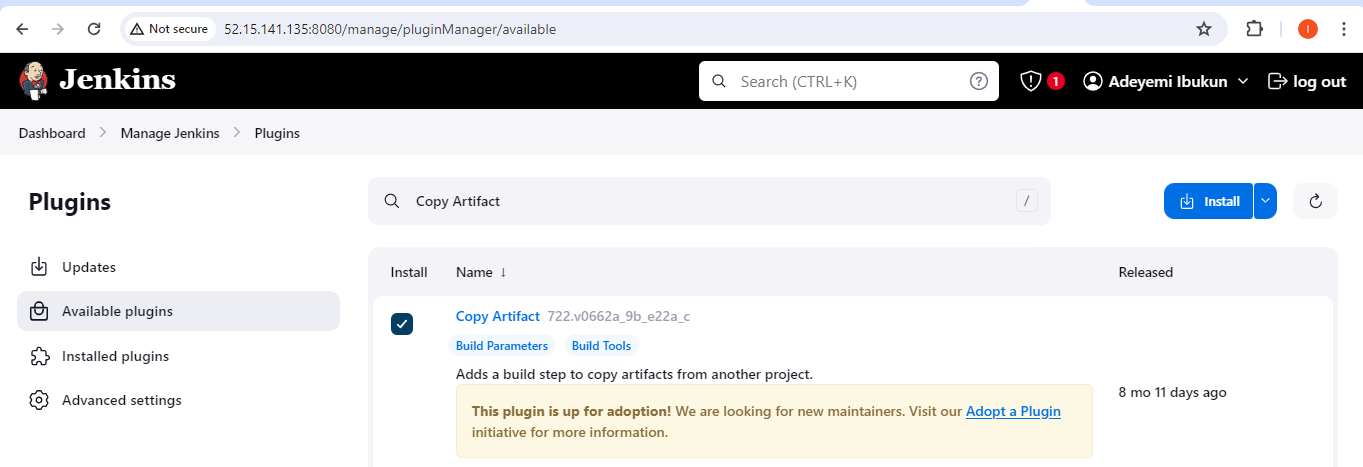 Not secure 52.15.141.135:8080/manage/pluginManager/available I
Jenkins Search (CTRL+K) ? 1 Adeyemi Ibukun log out
Dashboard Manage Jenkins Plugins
Plugins
Copy Artifact / Install
Updates
Available plugins
Installed plugins
Advanced settings
Install Name ↓ Released
Copy Artifact 722.v0662a_9b_e22a_c
Build Parameters Build Tools
Adds a build step to copy artifacts from another project.
8 mo 11 days ago
This plugin is up for adoption! We are looking for new maintainers. Visit our Adopt a Plugin
initiative for more information.